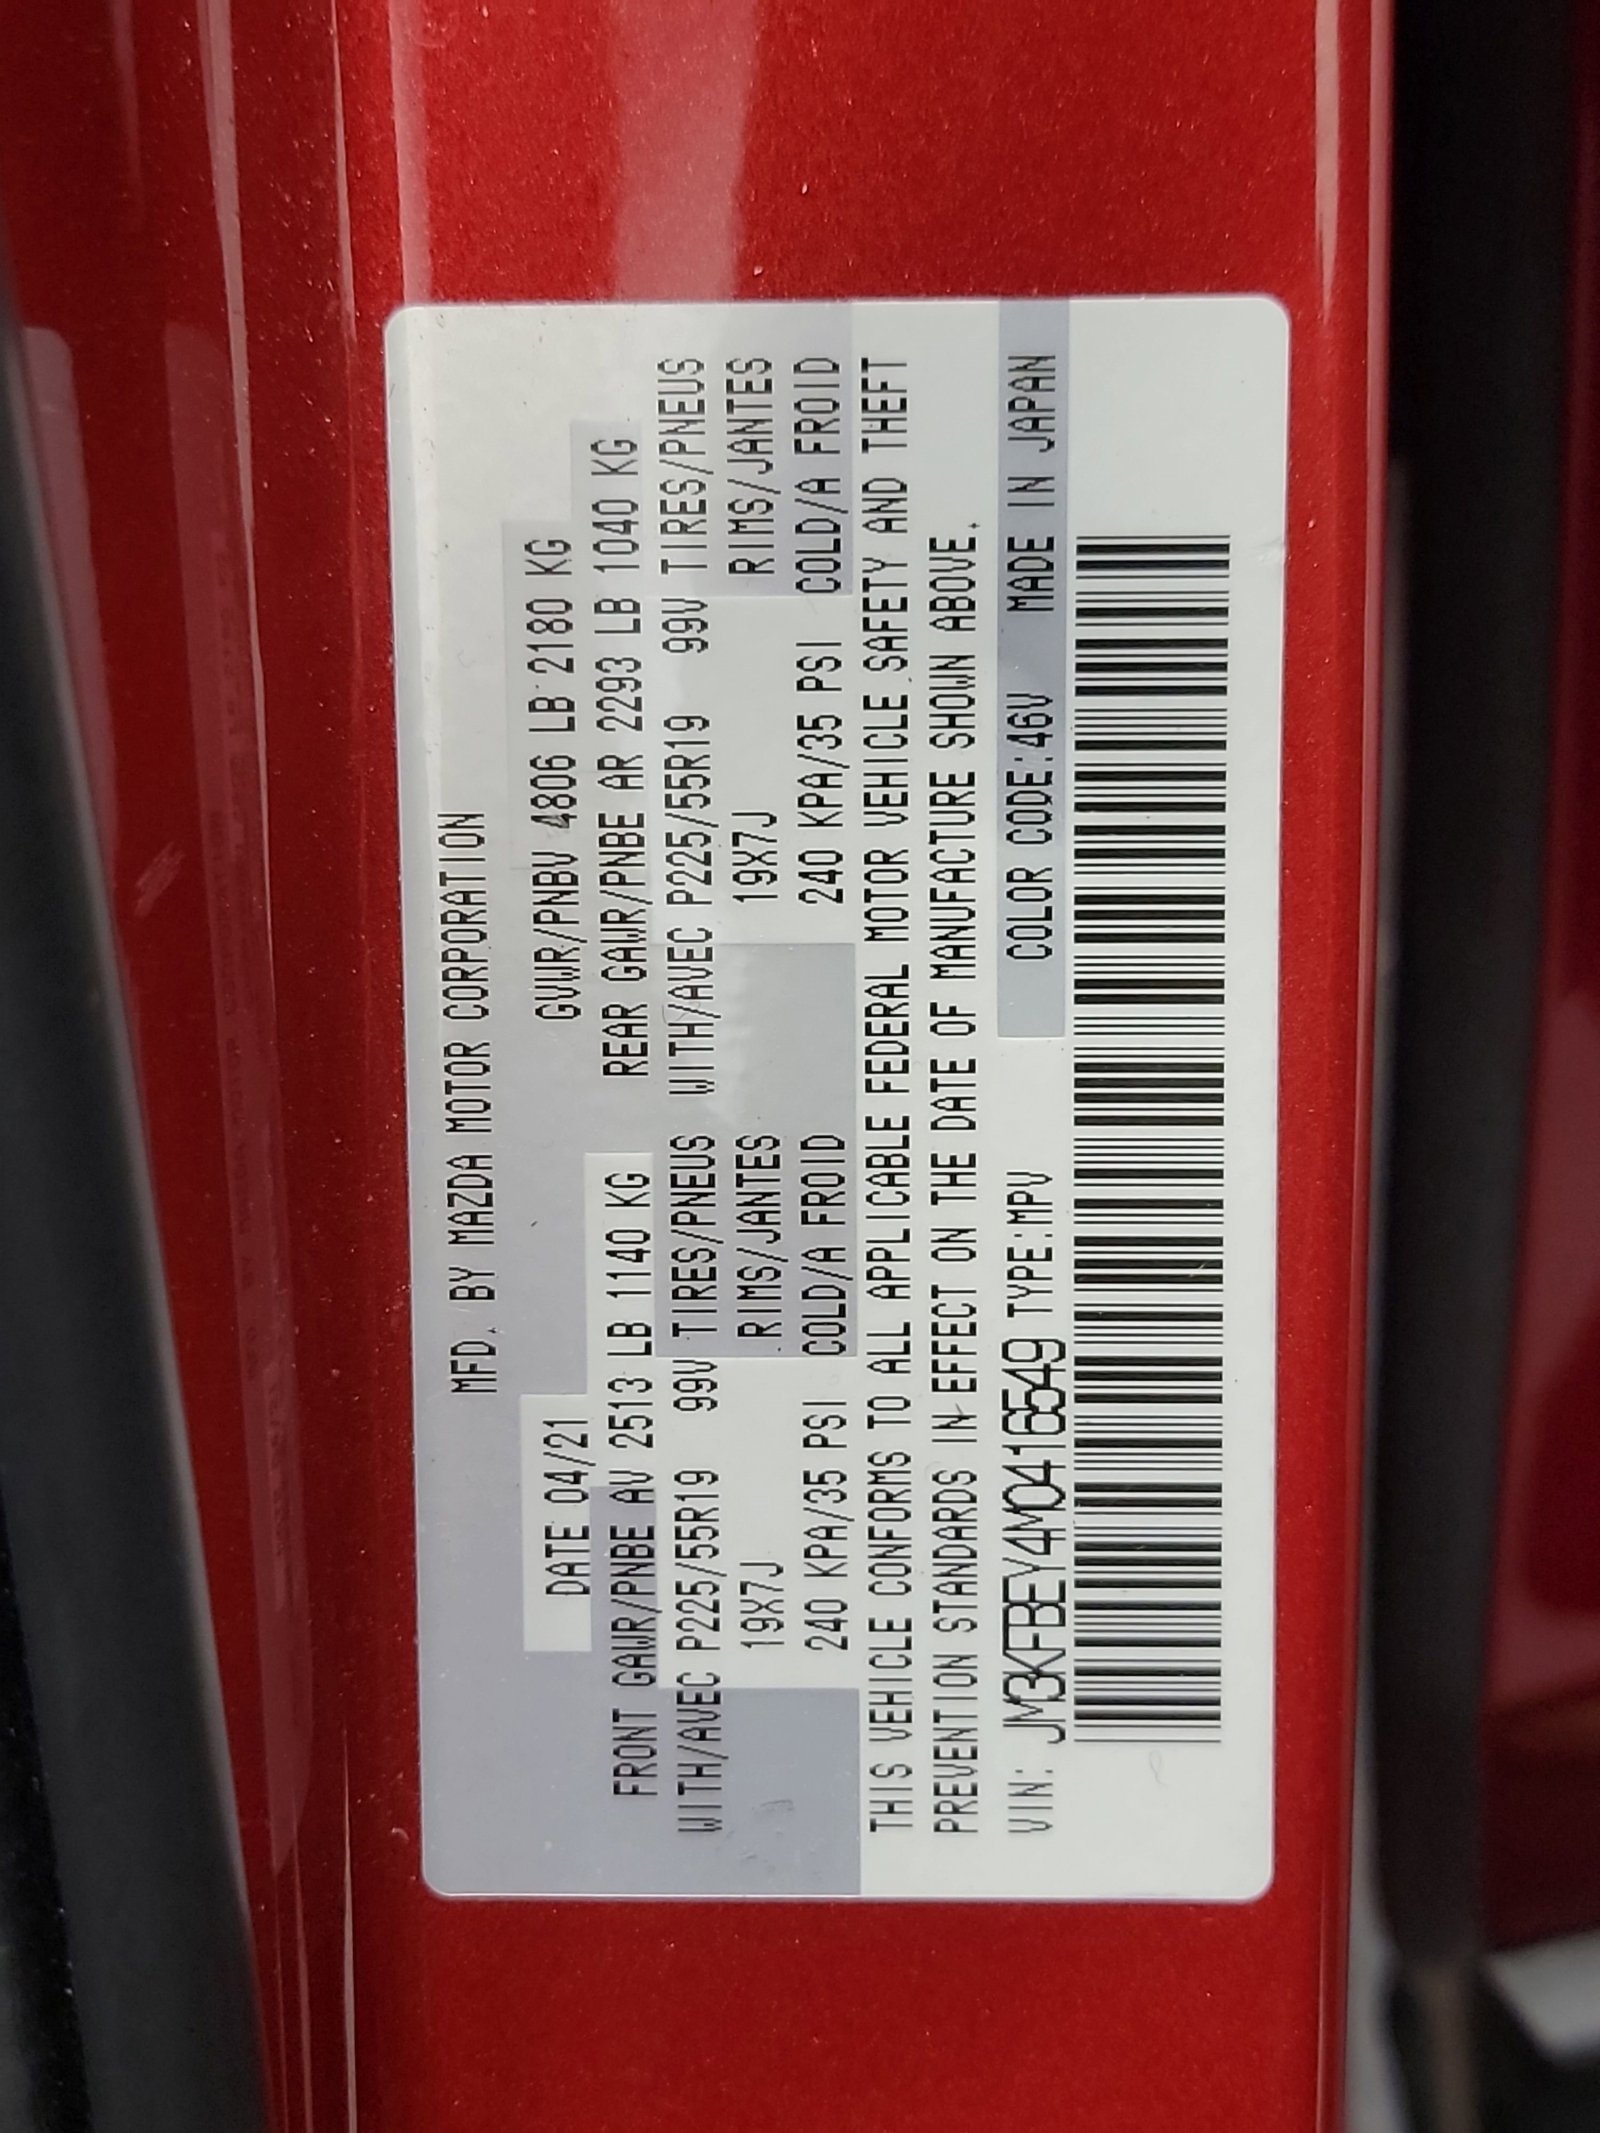 MFD. BY MAZDA MOTOR CORPORATION
DATE 04/21 GVWR/PNBV 4806 LB 2180 KG
FRONT GAWR/PNBE AV 2513 LB 1140 KG REAR GAWR/PNBE AR 2293 LB 1040 KG
WITH/AVEC P225/55R19 99V TIRES/PNEUS WITH/AVEC P225/55R19 99V TIRES/PNEUS
19X7J RIMS/JANTES 19X7J RIMS/JANTES
240 KPA/35 PSI COLD/A FROID 240 KPA/35 PSI COLD/A FROID
THIS VEHICLE CONFORMS TO ALL APPLICABLE FEDERAL MOTOR VEHICLE SAFETY AND THEFT
PREVENTION STANDARDS IN EFFECT ON THE DATE OF MANUFACTURE SHOWN ABOVE.
VIN: JM3KFBEY4M0416549 TYPE:MPV COLOR CODE:46V MADE IN JAPAN